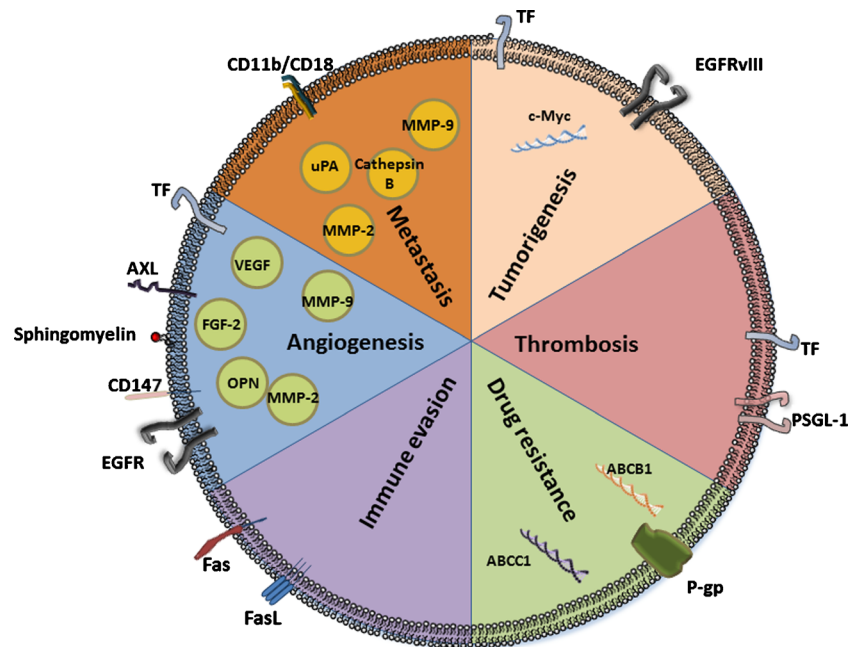 TF
EGFRvIII
CD11b/CD18
c-Myc
MMP-9
uPA
Cathepsin
B
MMP-2
Metastasis
Tumorigenesis
TF
VEGF
AXL
MMP-9
FGF-2
Sphingomyelin
Angiogenesis
OPN
CD147
MMP-2
EGFR
Thrombosis
TF
PSGL-1
Immune evasion
Fas
FasL
Drug resistance
ABCB1
ABCC1
P-gp